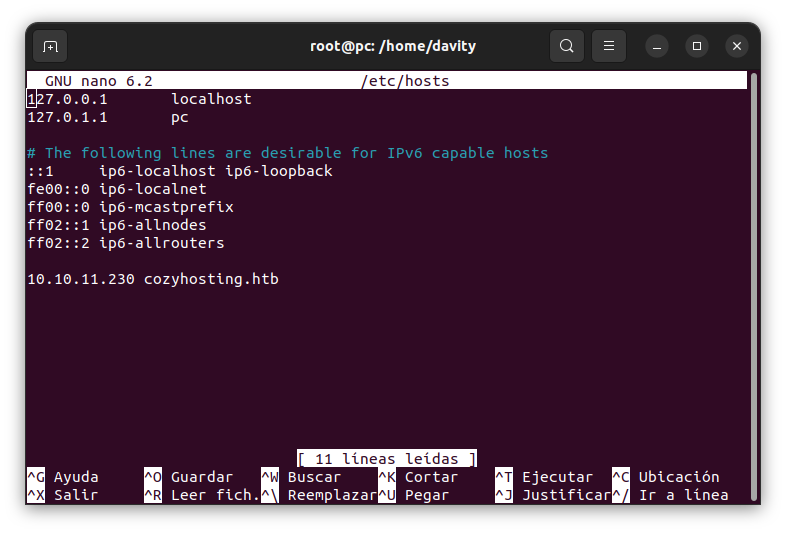 root@pc: /home/davity
GNU nano 6.2 /etc/hosts
127.0.0.1 localhost
127.0.1.1 pc
# The following lines are desirable for IPv6 capable hosts
::1 ip6-localhost ip6-loopback
fe00::0 ip6-localnet
ff00::0 ip6-mcastprefix
ff02::1 ip6-allnodes
ff02::2 ip6-allrouters
10.10.11.230 cozyhosting.htb
[ 11 líneas leídas ]
^G Ayuda ^O Guardar ^W Buscar ^K Cortar ^T Ejecutar ^C Ubicación
^X Salir ^R Leer fich. ^\ Reemplazar ^U Pegar ^J Justificar ^/ Ir a línea